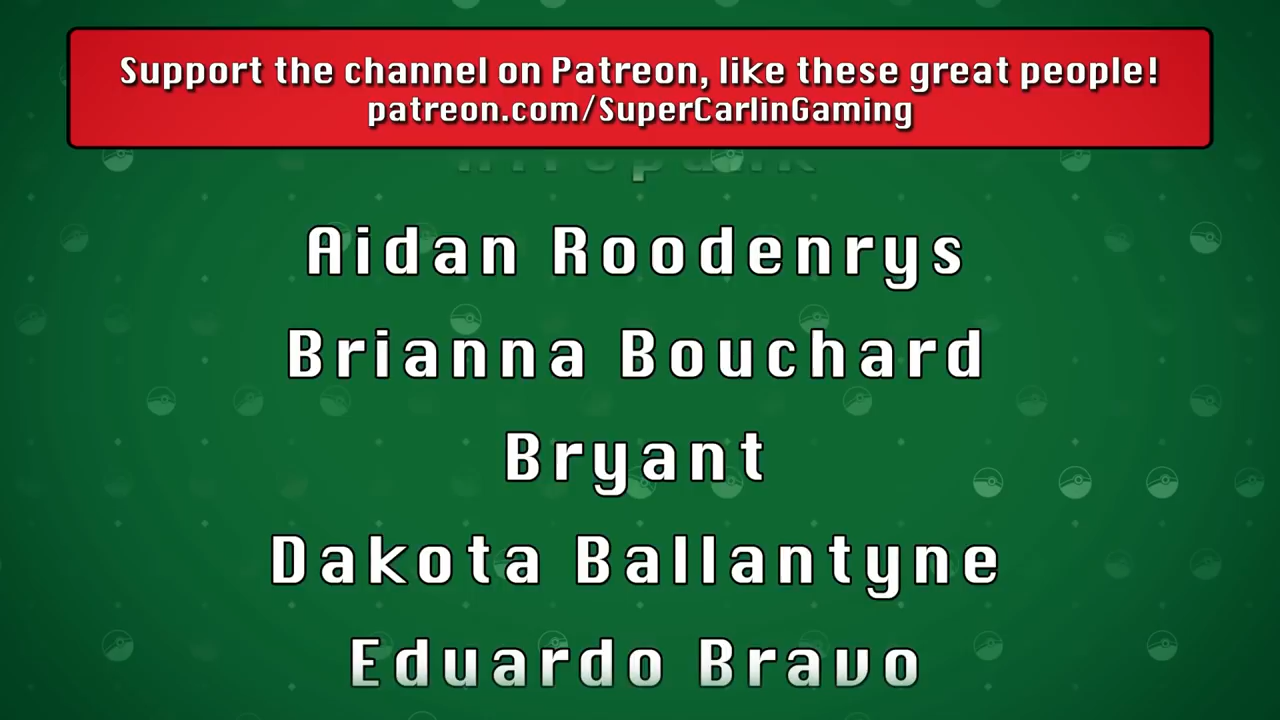 Support the channel on Patreon, like these great people!
patreon.com/SuperCarlinGaming
Aidan Roodenrys
Brianna Bouchard
Bryant
Dakota Ballantyne
Eduardo Bravo